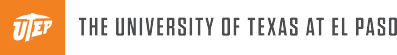 UTEP THE UNIVERSITY OF TEXAS AT EL PASO